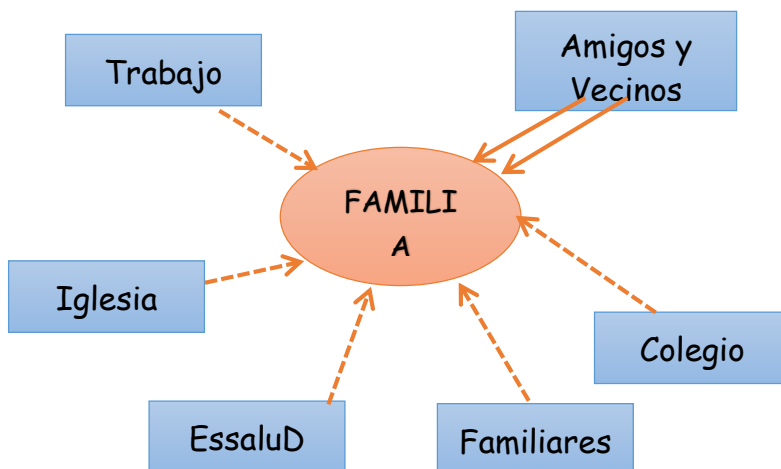 Trabajo
Amigos y
Vecinos
FAMILI
A
Iglesia
Colegio
EssaluD
Familiares